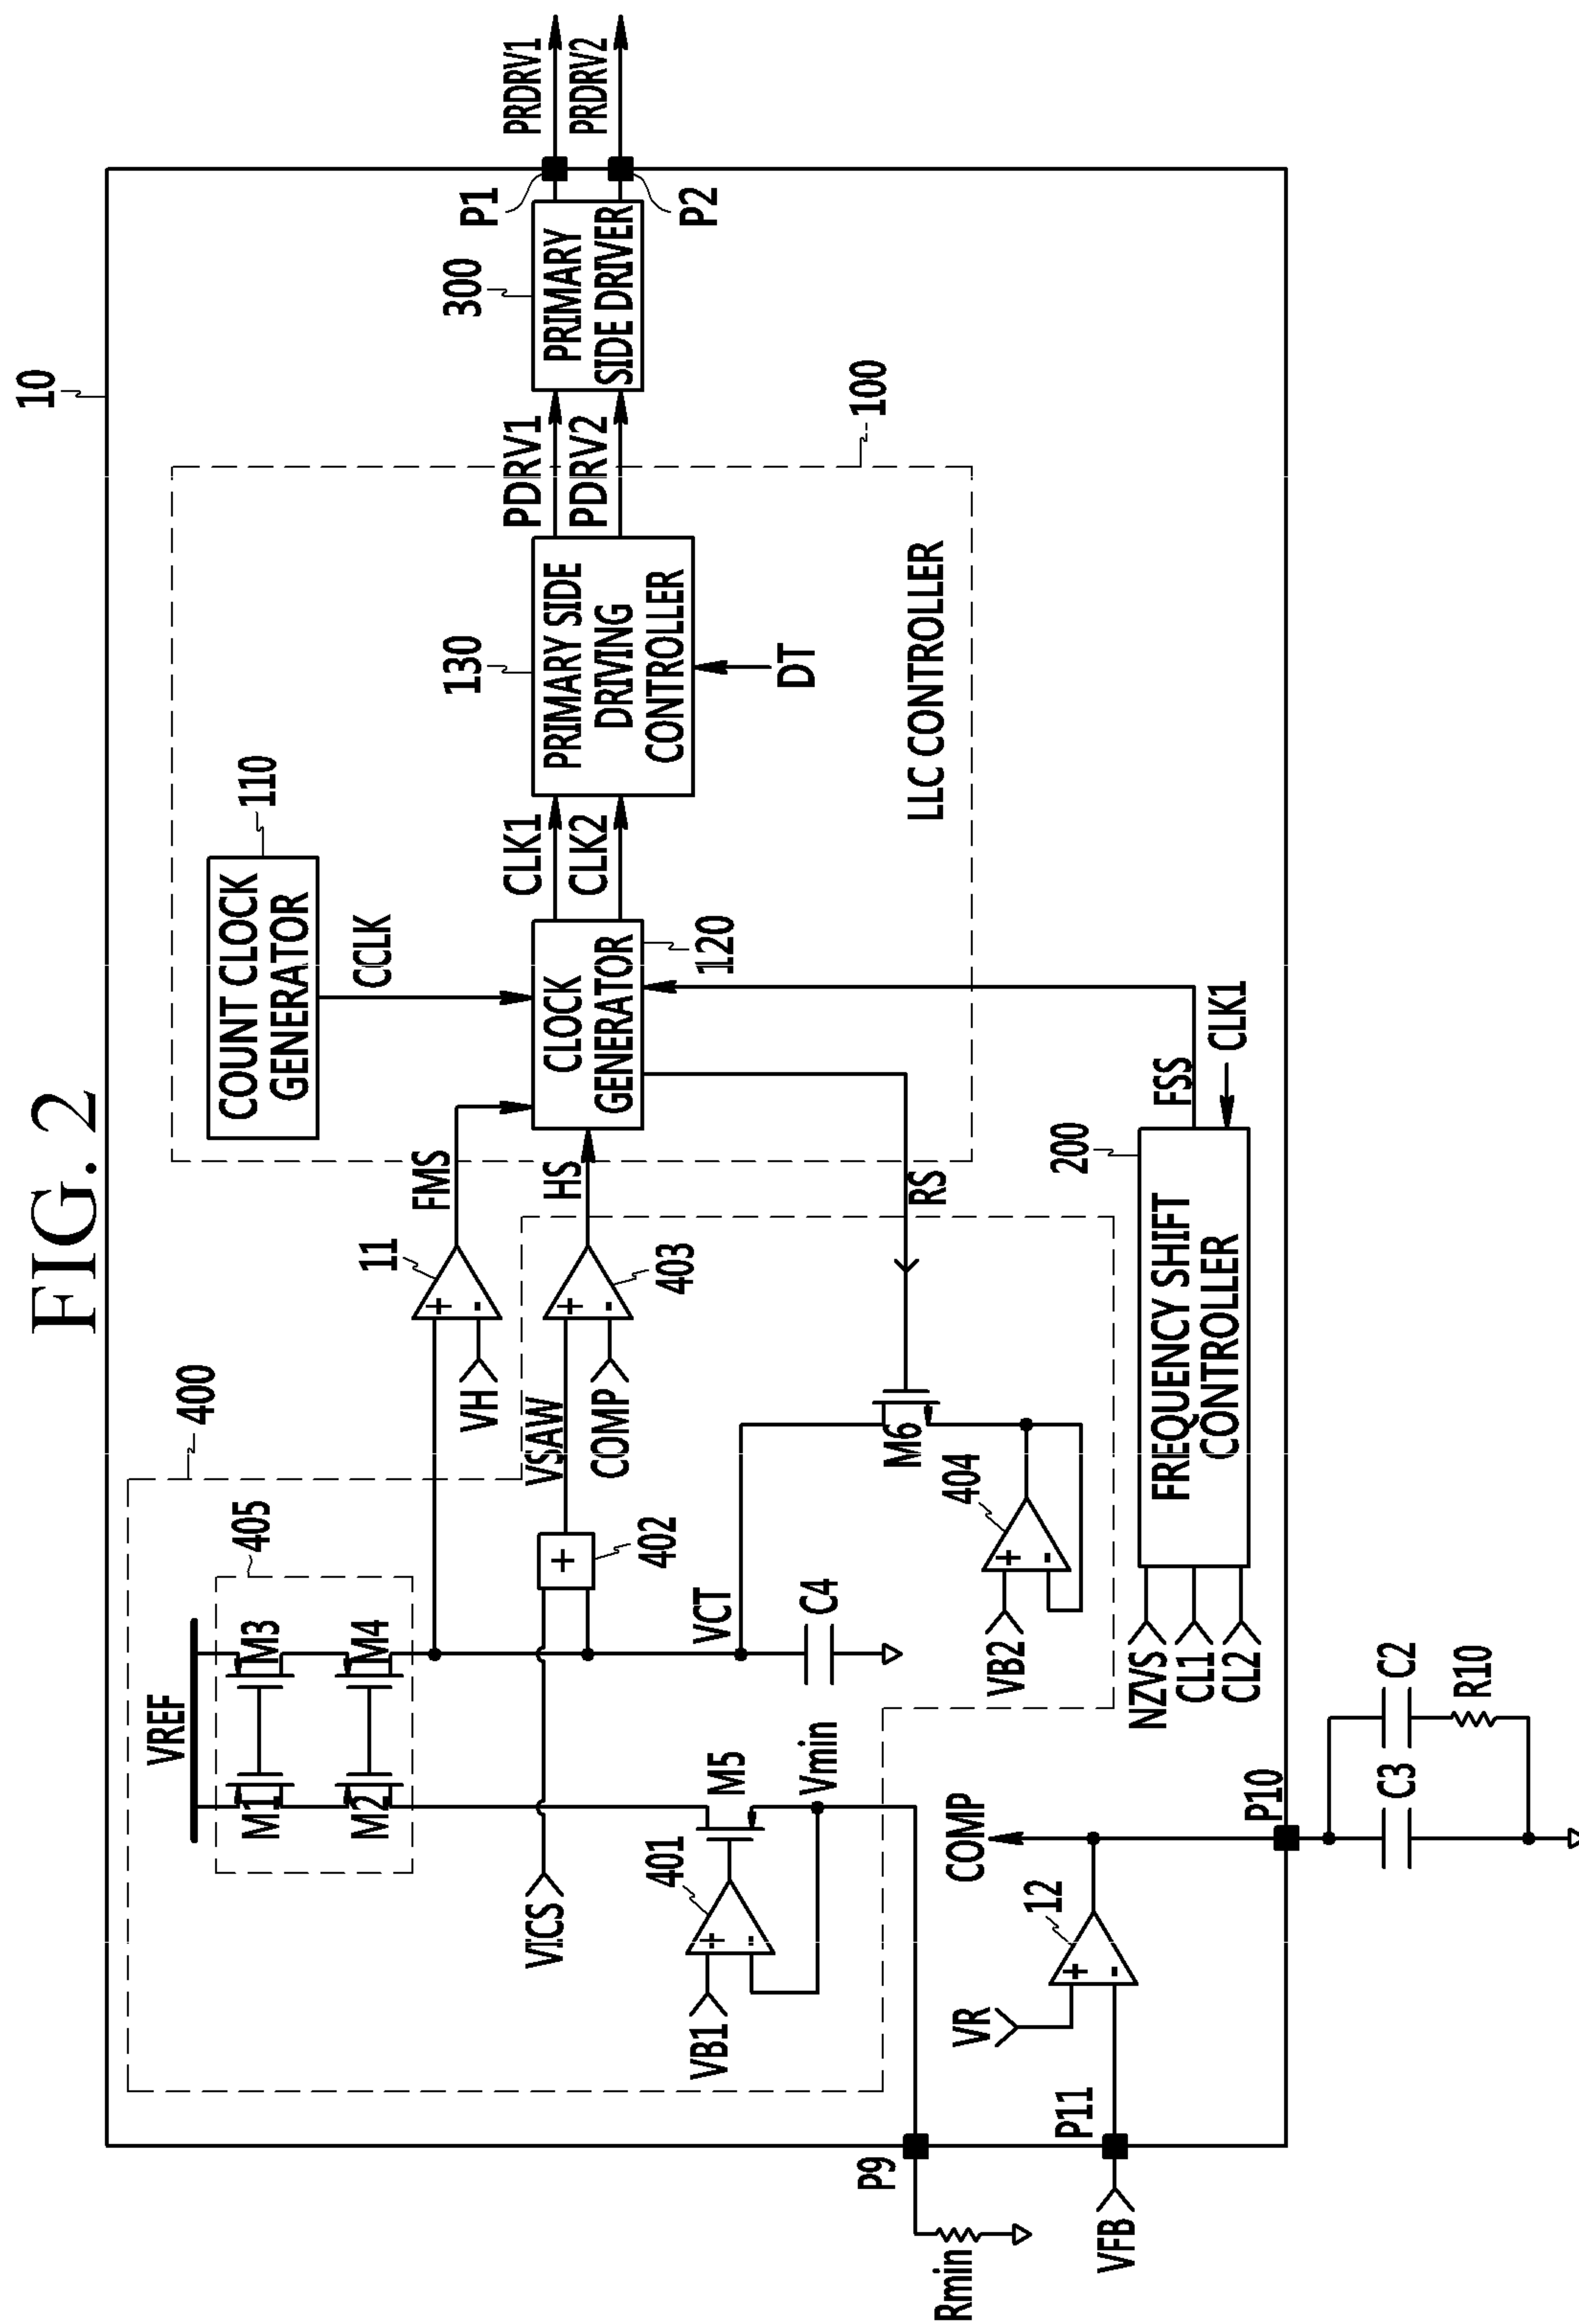 FIG. 2
10
400
405
VREF
M1
M3
M2
M4
VICS
VSAW
402
+
VH
+
-
11
FMS
COMP
+
-
403
HS
VB1
+
-
401
M5
Vmin
VCT
C4
M6
RS
VB2
+
-
404
COUNT CLOCK
GENERATOR
110
CCLK
CLOCK
GENERATOR
120
CLK1
CLK2
PRIMARY SIDE
DRIVING
CONTROLLER
130
DT
LLC CONTROLLER
100
PDRV1
PDRV2
PRIMARY
SIDE DRIVER
300
P1
P2
PRDRV1
PRDRV2
NZVS
CL1
CL2
FREQUENCY SHIFT
CONTROLLER
200
FSS
CLK1
P9
Rmin
P11
VFB
VR
+
-
12
COMP
P10
C3
C2
R10